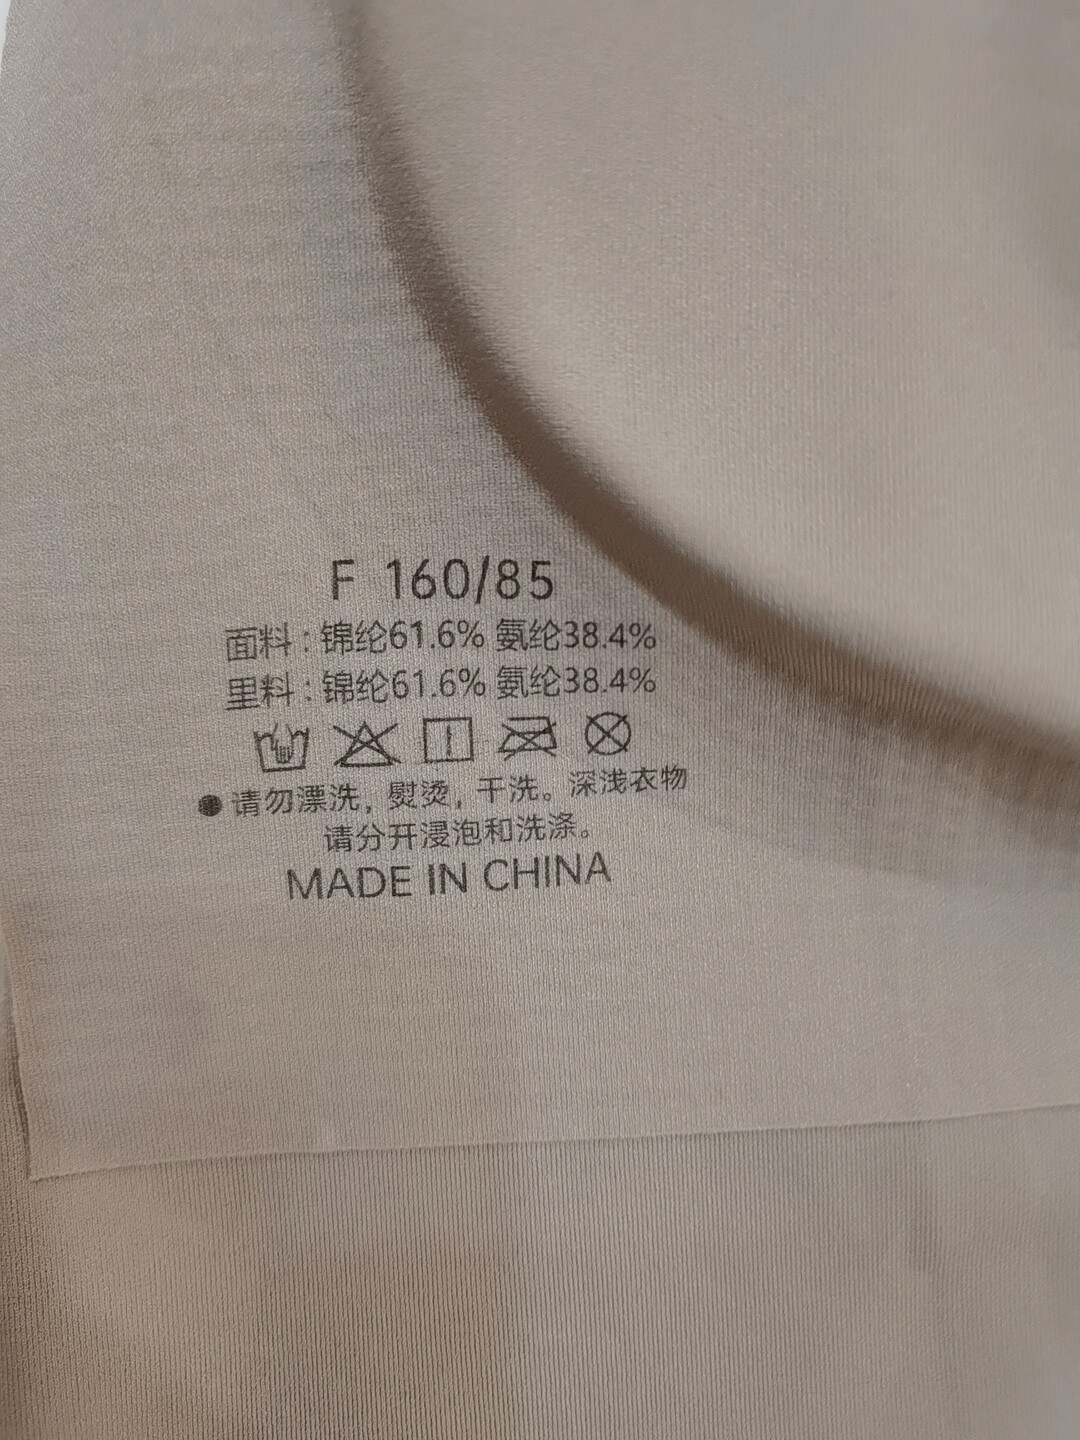 F 160/85
面料:锦纶61.6% 氨纶38.4%
里料:锦纶61.6% 氨纶38.4%
●请勿漂洗, 熨烫, 干洗。深浅衣物
请分开浸泡和洗涤。
MADE IN CHINA